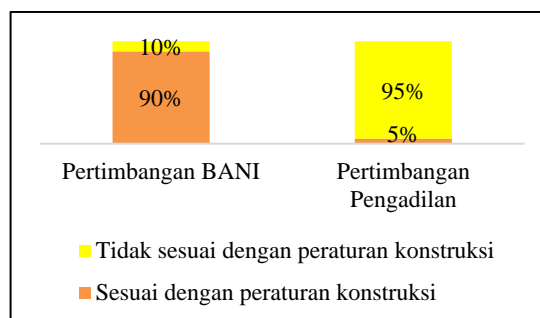 10%
90%
95%
5%
Pertimbangan BANI
Pertimbangan
Pengadilan
Tidak sesuai dengan peraturan konstruksi
Sesuai dengan peraturan konstruksi